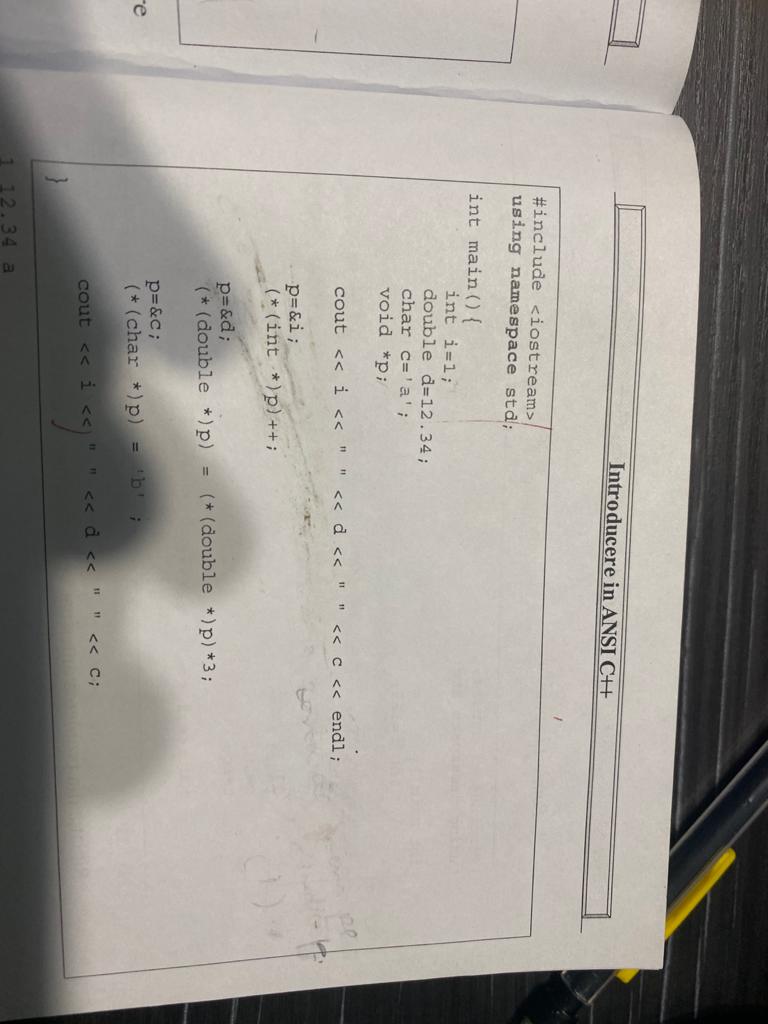 Introducere in ANSI C++
#include <iostream>
using namespace std;
int main(){
int i=1;
double d=12.34;
char c='a';
void *p;
cout << i << " " << d << " " << c << endl;
p=&i;
(*(int *)p)++;
p=&d;
(*(double *)p) = (*(double *)p)*3;
p=&c;
(*(char *)p) = 'b' ;
cout << i << " " << d << " " << c;
}
1 12.34 a
re